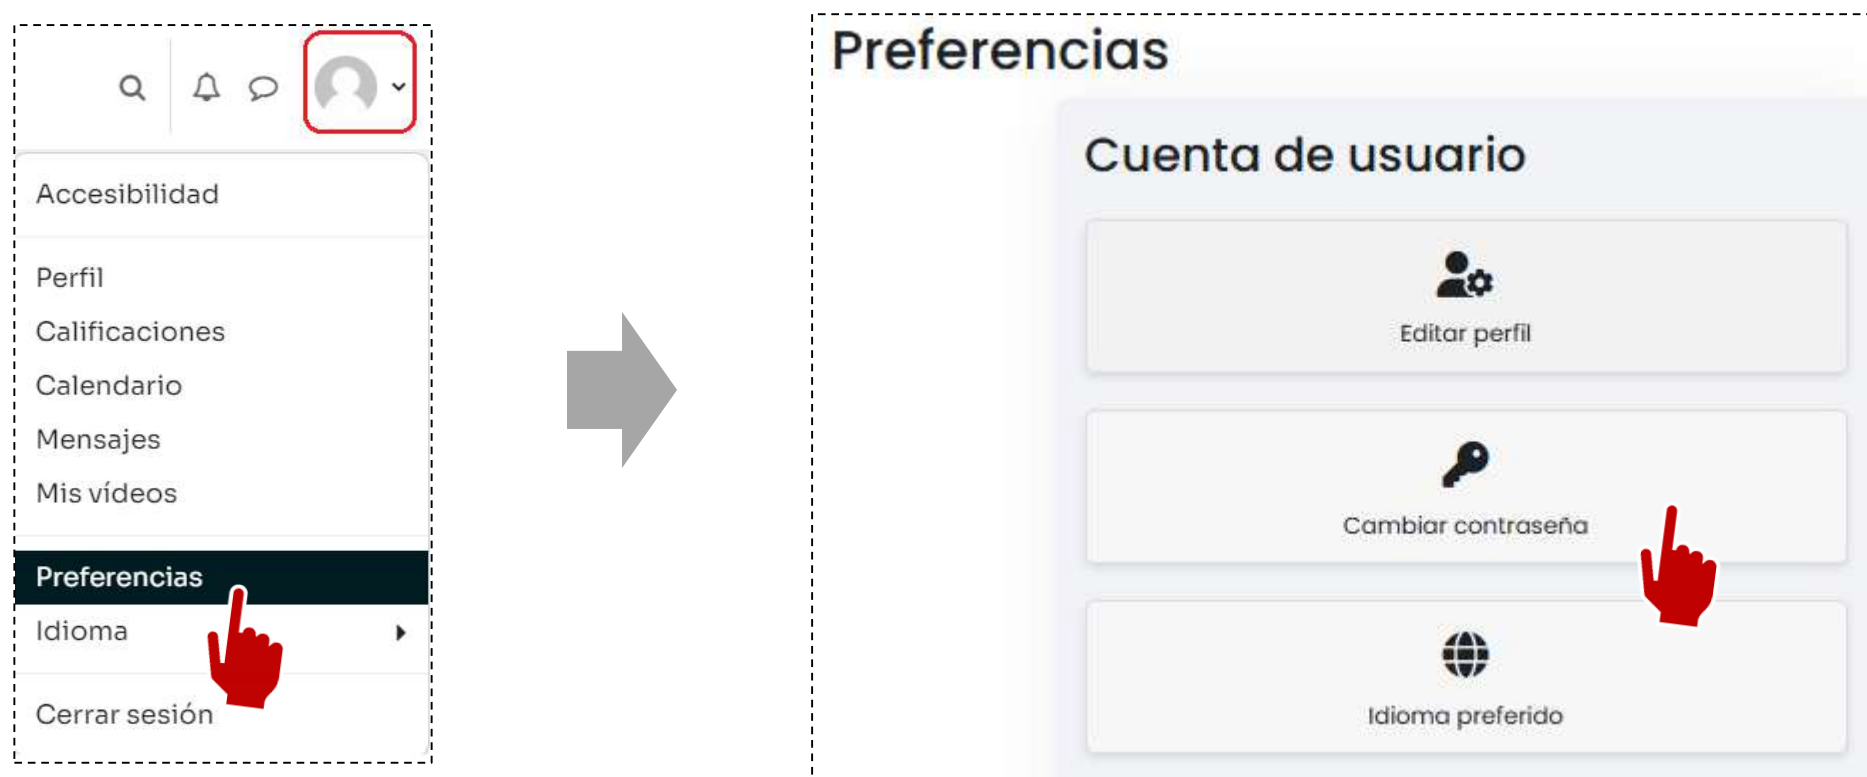 Accesibilidad
Perfil
Calificaciones
Calendario
Mensajes
Mis vídeos
Preferencias
Idioma
Cerrar sesión
Preferencias
Cuenta de usuario
Editar perfil
Cambiar contraseña
Idioma preferido